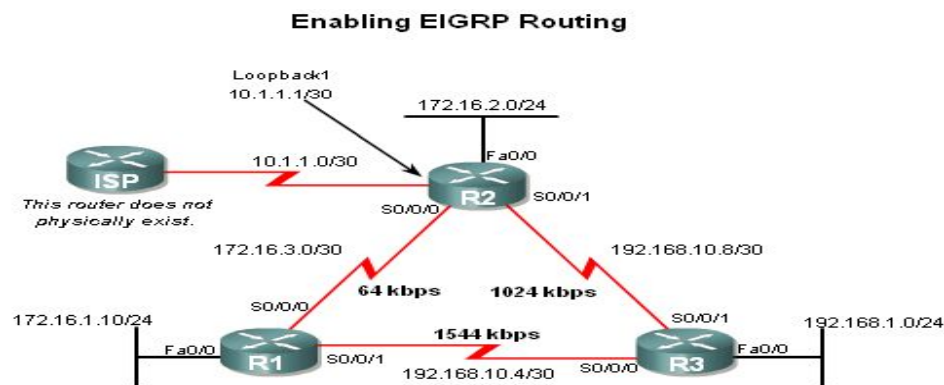 Enabling EIGRP Routing
Loopback1
10.1.1.1/30
172.16.2.0/24
Fa0/0
10.1.1.0/30
ISP
R2
This router does not
physically exist.
S0/0/0
S0/0/1
172.16.3.0/30
192.168.10.8/30
64 kbps
1024 kbps
S0/0/0
S0/0/1
172.16.1.10/24
1544 kbps
192.168.1.0/24
Fa0/0
R1
S0/0/1
192.168.10.4/30
S0/0/0
R3
Fa0/0